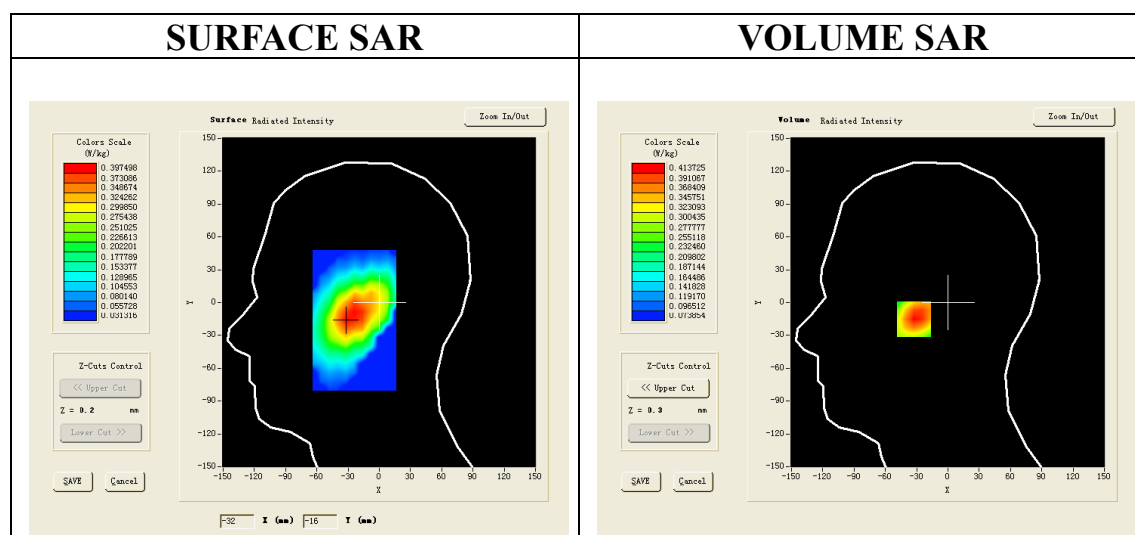 SURFACE SAR
VOLUME SAR
Surface Radiated Intensity
Zoom In/Out
Colors Scale
(W/kg)
0.397498
0.373086
0.348674
0.324262
0.299850
0.275438
0.251025
0.226613
0.202201
0.177789
0.153377
0.128965
0.104553
0.080140
0.055728
0.031316
150
120
90
60
30
0
-30
-60
-90
-120
-150
Y
-150 -120 -90 -60 -30 0 30 60 90 120 150
X
Z-Cuts Control
<< Upper Cut
Z = 0.2 mm
Lower Cut >>
SAVE Cancel
-32 X (mm) -16 Y (mm)
Volume Radiated Intensity
Zoom In/Out
Colors Scale
(W/kg)
0.413725
0.391067
0.368409
0.345751
0.323093
0.300435
0.277777
0.255118
0.232460
0.209802
0.187144
0.164486
0.141828
0.119170
0.096512
0.073854
150
120
90
60
30
0
-30
-60
-90
-120
-150
Y
-150 -120 -90 -60 -30 0 30 60 90 120 150
X
Z-Cuts Control
<< Upper Cut
Z = 0.3 mm
Lower Cut >>
SAVE Cancel